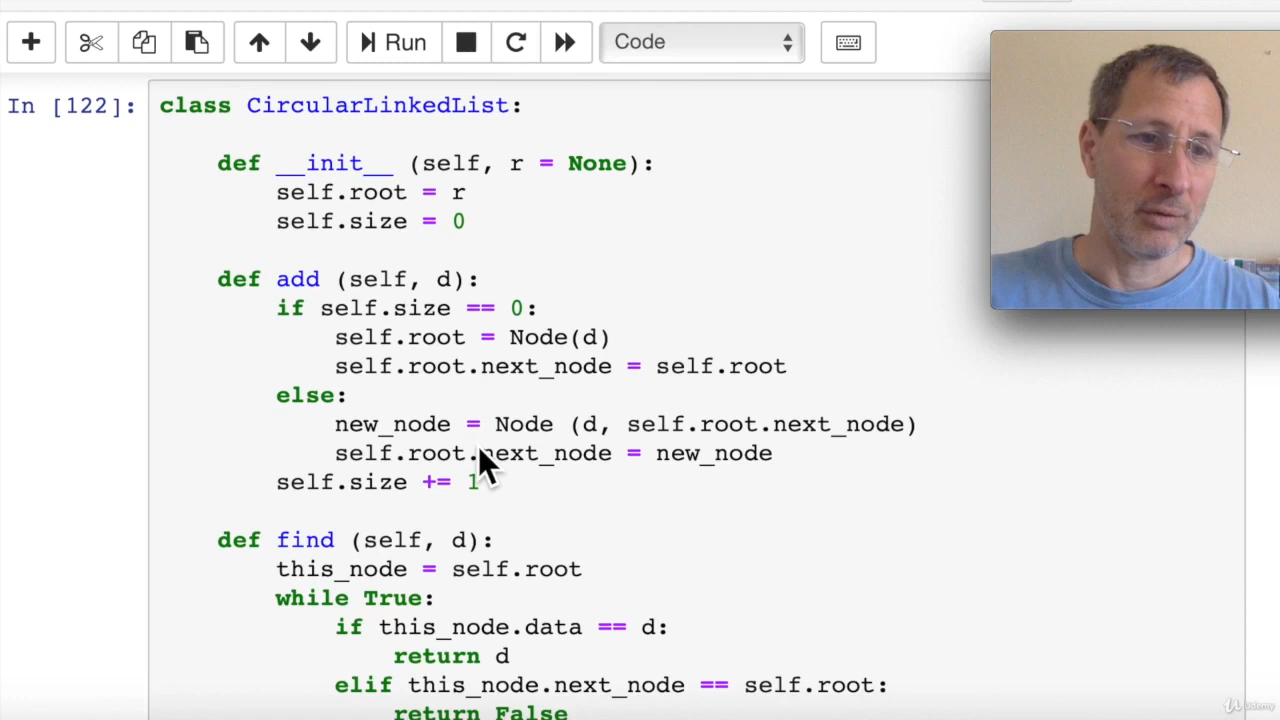 Run
Code
In [122]:
class CircularLinkedList:
def __init__ (self, r = None):
self.root = r
self.size = 0
def add (self, d):
if self.size == 0:
self.root = Node(d)
self.root.next_node = self.root
else:
new_node = Node (d, self.root.next_node)
self.root.next_node = new_node
self.size += 1
def find (self, d):
this_node = self.root
while True:
if this_node.data == d:
return d
elif this_node.next_node == self.root:
return False
Udemy